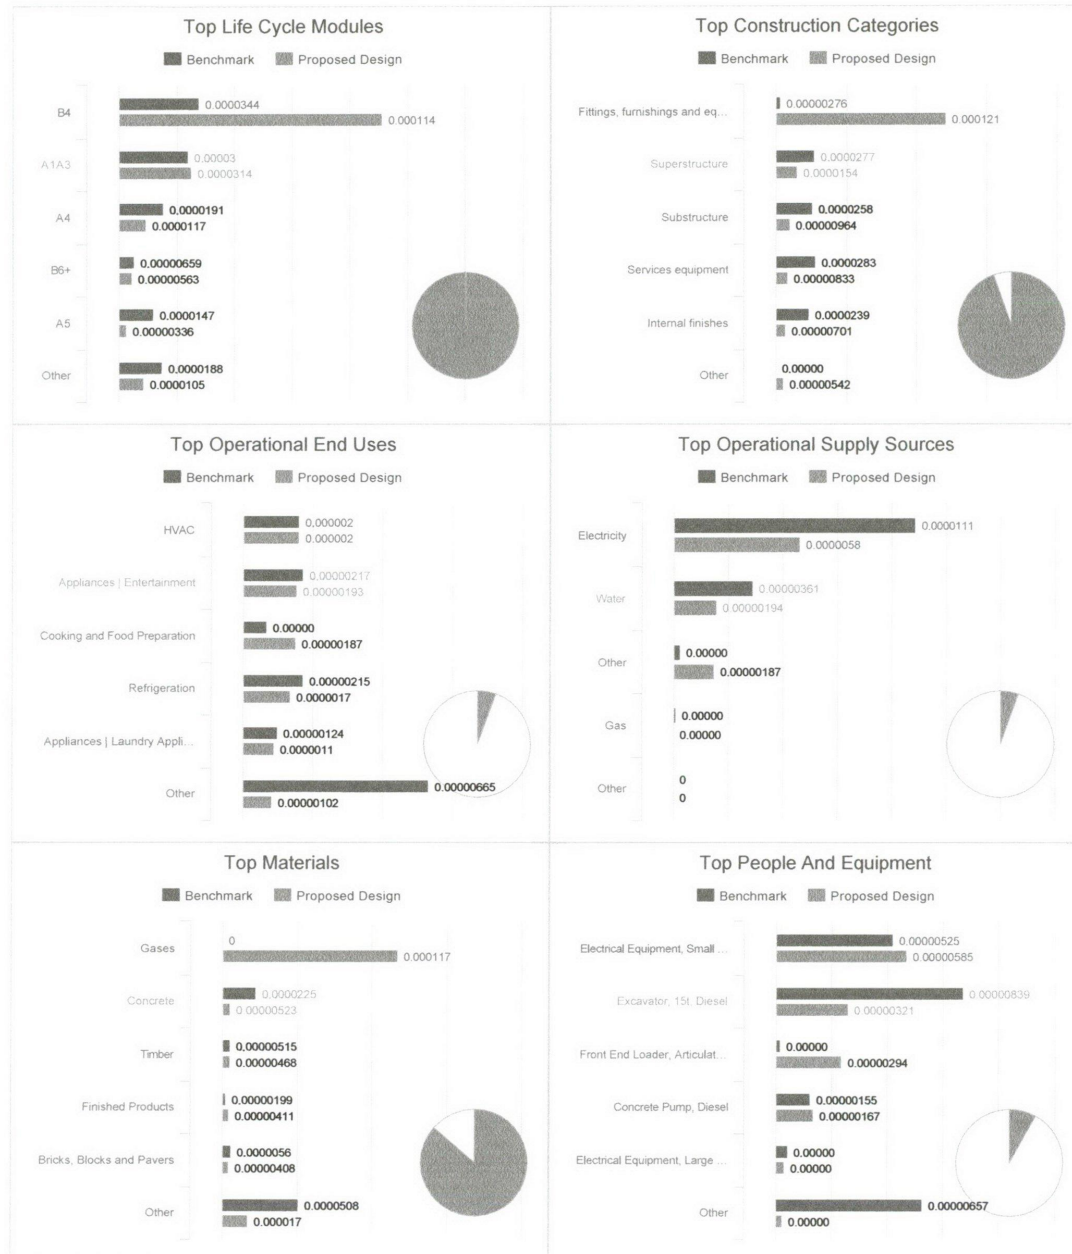 Top Life Cycle Modules
Benchmark Proposed Design
B4
0.0000344
0.000114
A1A3
0.00003
0.0000314
A4
0.0000191
0.0000117
B6+
0.00000659
0.00000563
A5
0.0000147
0.00000336
Other
0.0000188
0.0000105
Top Construction Categories
Benchmark Proposed Design
Fittings, furnishings and eq...
0.00000276
0.000121
Superstructure
0.0000277
0.0000154
Substructure
0.0000258
0.00000964
Services equipment
0.0000283
0.00000833
Internal finishes
0.0000239
0.00000701
Other
0.00000
0.00000542
Top Operational End Uses
Benchmark Proposed Design
HVAC
0.000002
0.000002
Appliances | Entertainment
0.00000217
0.00000193
Cooking and Food Preparation
0.00000
0.00000187
Refrigeration
0.00000215
0.0000017
Appliances | Laundry Appli...
0.00000124
0.0000011
Other
0.00000665
0.00000102
Top Operational Supply Sources
Benchmark Proposed Design
Electricity
0.0000111
0.0000058
Water
0.00000361
0.00000194
Other
0.00000
0.00000187
Gas
0.00000
0.00000
Other
0
0
Top Materials
Benchmark Proposed Design
Gases
0
0.000117
Concrete
0.0000225
0.00000523
Timber
0.00000515
0.00000468
Finished Products
0.00000199
0.00000411
Bricks, Blocks and Pavers
0.0000056
0.00000408
Other
0.0000508
0.000017
Top People And Equipment
Benchmark Proposed Design
Electrical Equipment, Small ...
0.00000525
0.00000585
Excavator, 15t. Diesel
0.00000839
0.00000321
Front End Loader, Articulat...
0.00000
0.00000294
Concrete Pump, Diesel
0.00000155
0.00000167
Electrical Equipment, Large ...
0.00000
0.00000
Other
0.00000657
0.00000